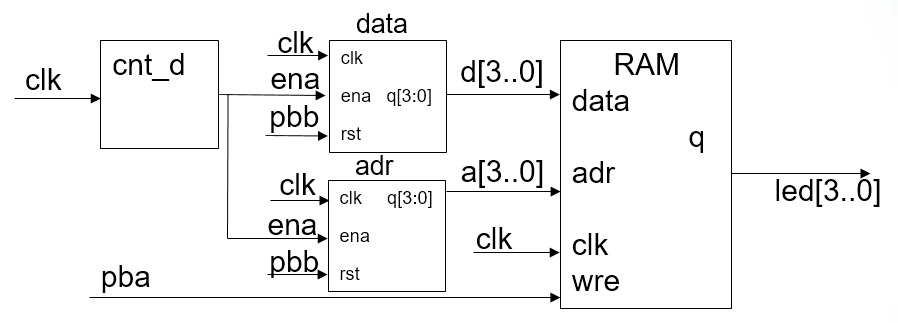 clk
cnt_d
data
clk
clk
ena
ena
q[3:0]
pbb
rst
adr
clk
clk
q[3:0]
ena
ena
pbb
rst
pba
d[3..0]
a[3..0]
clk
RAM
data
q
adr
clk
wre
led[3..0]